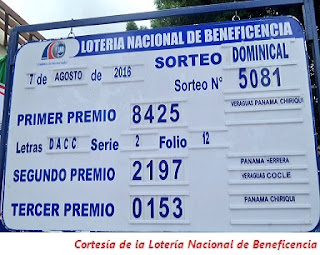 LOTERIA NACIONAL DE BENEFICENCIA
7 de AGOSTO de 2016 SORTEO DOMINICAL
Sorteo N° 5081
PRIMER PREMIO 8425 VERAGUAS PANAMA CHIRIQUI
Letras DACC Serie 2 Folio 12
SEGUNDO PREMIO 2197 PANAMA HERRERA
VERAGUAS COCLE
TERCER PREMIO 0153 PANAMA CHIRIQUI
Cortesía de la Lotería Nacional de Beneficencia